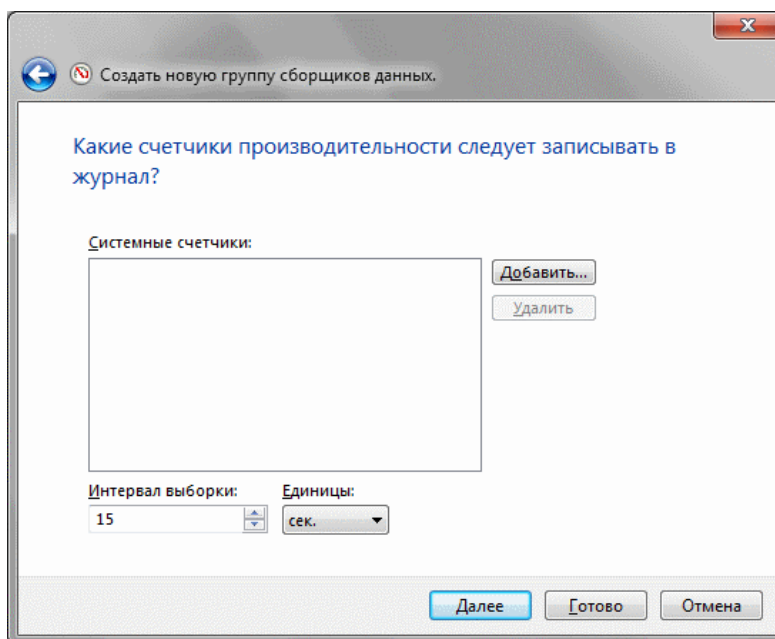 Создать новую группу сборщиков данных.
Какие счетчики производительности следует записывать в
журнал?
Системные счетчики:
Добавить...
Удалить
Интервал выборки: Единицы:
15 сек.
Далее Готово Отмена